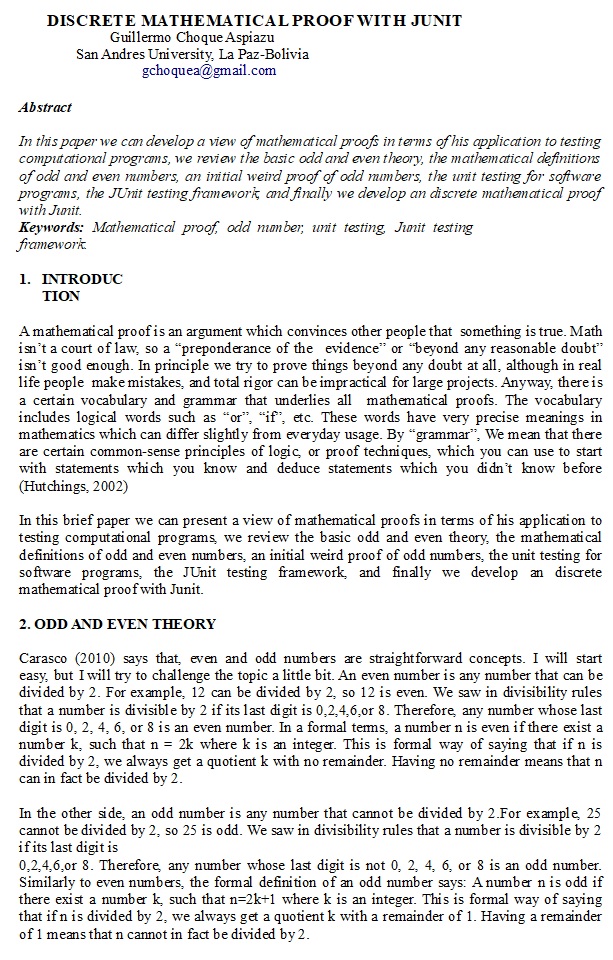 DISCRETE MATHEMATICAL PROOF WITH JUNIT
Guillermo Choque Aspiazu
San Andres University, La Paz-Bolivia
gchoquea@gmail.com
Abstract
In this paper we can develop a view of mathematical proofs in terms of his application to testing
computational programs, we review the basic odd and even theory, the mathematical definitions
of odd and even numbers, an initial weird proof of odd numbers, the unit testing for software
programs, the JUnit testing framework, and finally we develop an discrete mathematical proof
with Junit.
Keywords: Mathematical proof, odd number, unit testing, Junit testing
framework.
1. INTRODUC
TION
A mathematical proof is an argument which convinces other people that something is true. Math
isn't a court of law, so a “preponderance of the evidence” or “beyond any reasonable doubt”
isn't good enough. In principle we try to prove things beyond any doubt at all, although in real
life people make mistakes, and total rigor can be impractical for large projects. Anyway, there is
a certain vocabulary and grammar that underlies all mathematical proofs. The vocabulary
includes logical words such as “or”, “if”, etc. These words have very precise meanings in
mathematics which can differ slightly from everyday usage. By “grammar”, We mean that there
are certain common-sense principles of logic, or proof techniques, which you can use to start
with statements which you know and deduce statements which you didn't know before
(Hutchings, 2002)
In this brief paper we can present a view of mathematical proofs in terms of his application to
testing computational programs, we review the basic odd and even theory, the mathematical
definitions of odd and even numbers, an initial weird proof of odd numbers, the unit testing for
software programs, the JUnit testing framework, and finally we develop an discrete
mathematical proof with Junit.
2. ODD AND EVEN THEORY
Carasco (2010) says that, even and odd numbers are straightforward concepts. I will start
easy, but I will try to challenge the topic a little bit. An even number is any number that can be
divided by 2. For example, 12 can be divided by 2, so 12 is even. We saw in divisibility rules
that a number is divisible by 2 if its last digit is 0,2,4,6,or 8. Therefore, any number whose last
digit is 0, 2, 4, 6, or 8 is an even number. In a formal terms, a number n is even if there exist a
number k, such that n = 2k where k is an integer. This is formal way of saying that if n is
divided by 2, we always get a quotient k with no remainder. Having no remainder means that n
can in fact be divided by 2.
In the other side, an odd number is any number that cannot be divided by 2.For example, 25
cannot be divided by 2, so 25 is odd. We saw in divisibility rules that a number is divisible by 2
if its last digit is
0,2,4,6,or 8. Therefore, any number whose last digit is not 0, 2, 4, 6, or 8 is an odd number.
Similarly to even numbers, the formal definition of an odd number says: A number n is odd if
there exist a number k, such that n=2k+1 where k is an integer. This is formal way of saying
that if n is divided by 2, we always get a quotient k with a remainder of 1. Having a remainder
of 1 means that n cannot in fact be divided by 2.